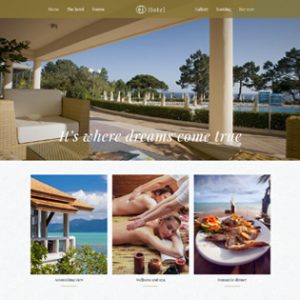 Home The hotel Rooms Hotel Gallery Booking Buy now
It's where dreams come true
Astonishing view Wellness and spa Romantic dinner